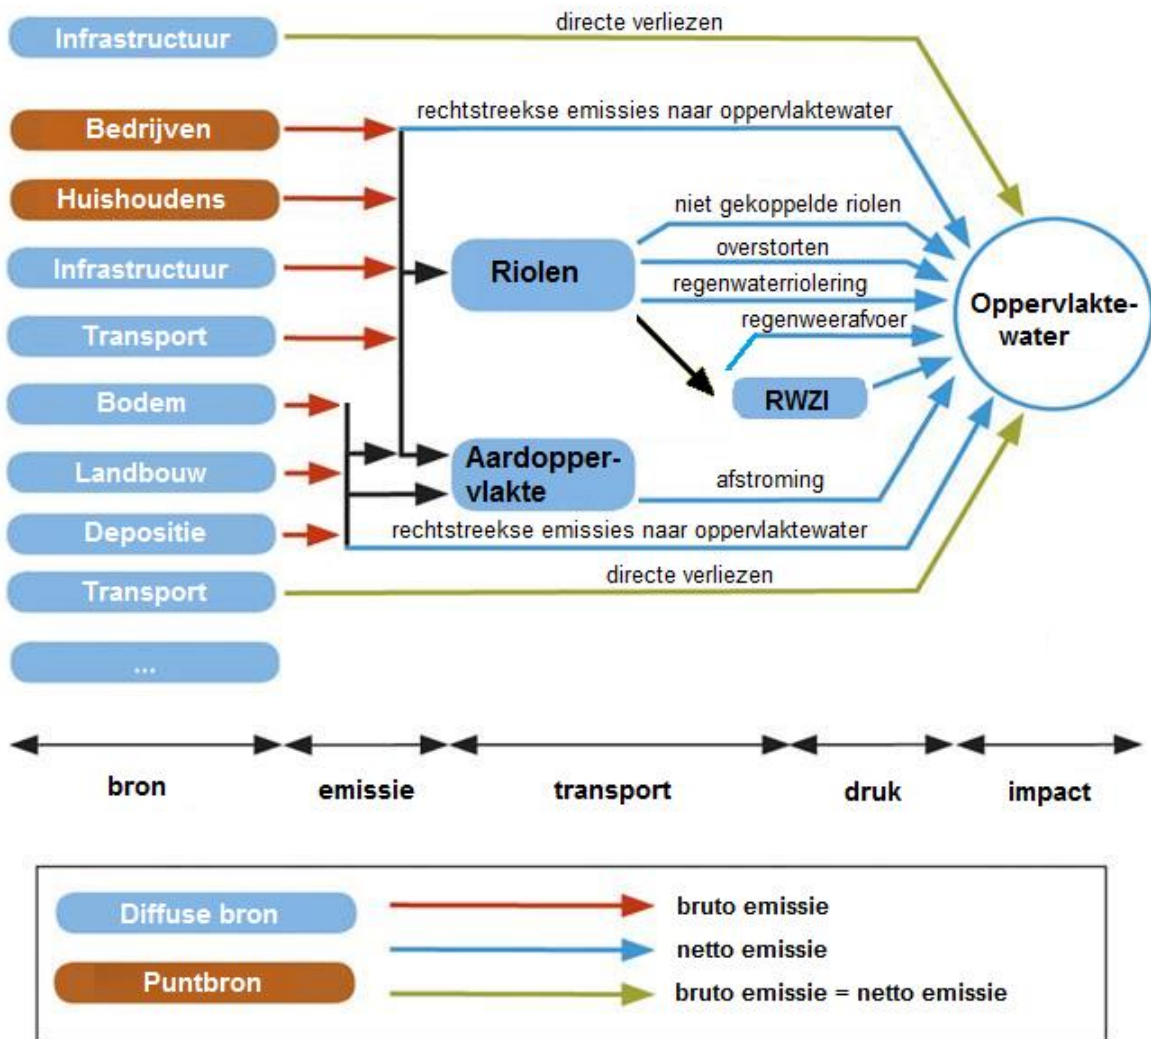 Infrastructuur
directe verliezen
Bedrijven
rechtstreekse emissies naar oppervlaktewater
Huishoudens
niet gekoppelde riolen
Infrastructuur
Riolen
overstorten
regenwaterriolering
Oppervlakte-
water
Transport
regenweerafvoer
Bodem
RWZI
Landbouw
Aardopper-
vlakte
afstroming
Depositie
rechtstreekse emissies naar oppervlaktewater
Transport
directe verliezen
...
bron
emissie
transport
druk
impact
Diffuse bron
bruto emissie
netto emissie
Puntbron
bruto emissie = netto emissie